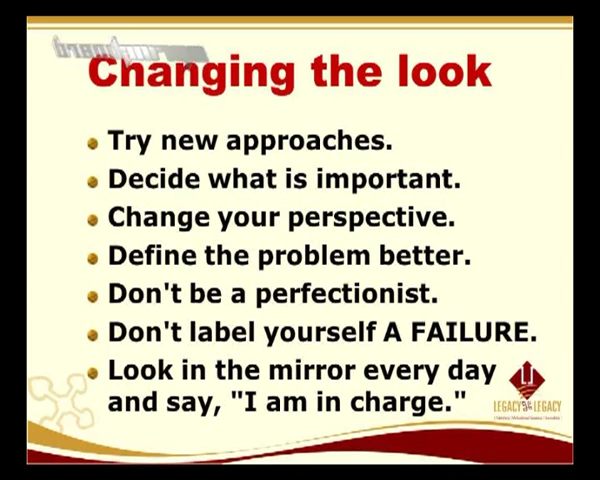 Changing the look
Try new approaches.
Decide what is important.
Change your perspective.
Define the problem better.
Don't be a perfectionist.
Don't label yourself A FAILURE.
Look in the mirror every day
and say, "I am in charge."
LEGACY LEGACY